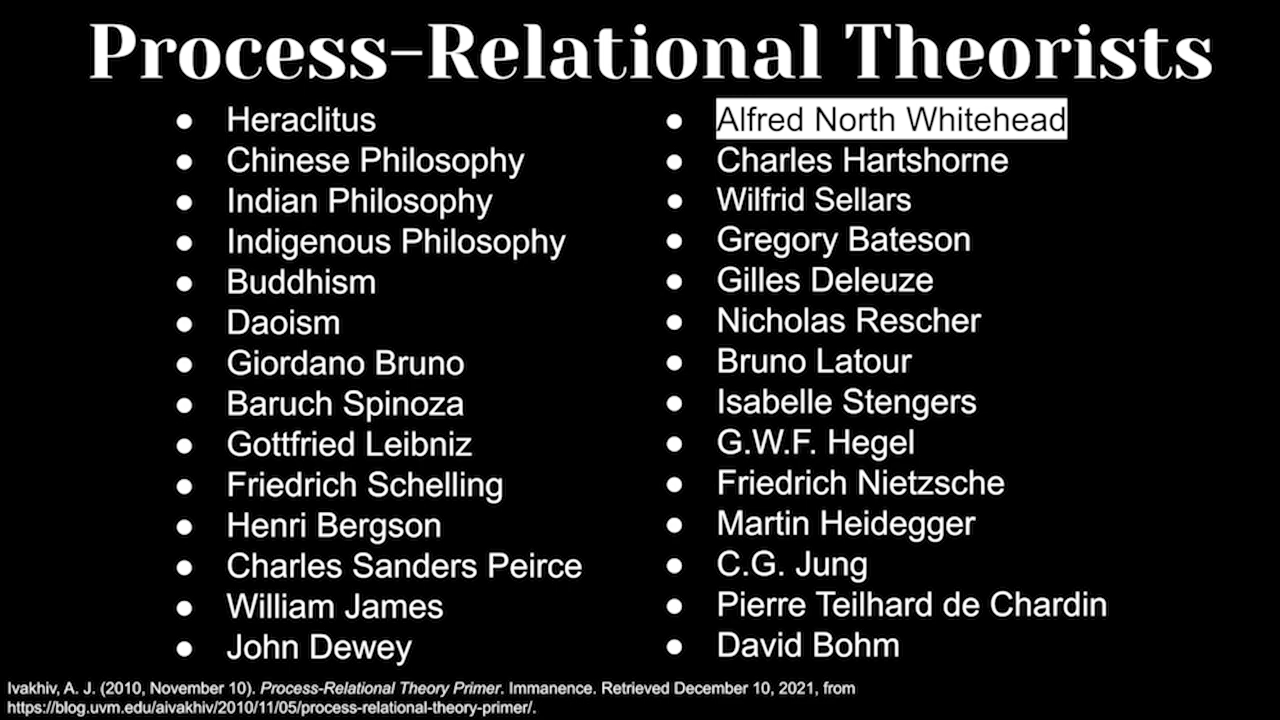 Process-Relational Theorists
● Heraclitus
● Chinese Philosophy
● Indian Philosophy
● Indigenous Philosophy
● Buddhism
● Daoism
● Giordano Bruno
● Baruch Spinoza
● Gottfried Leibniz
● Friedrich Schelling
● Henri Bergson
● Charles Sanders Peirce
● William James
● John Dewey
● Alfred North Whitehead
● Charles Hartshorne
● Wilfrid Sellars
● Gregory Bateson
● Gilles Deleuze
● Nicholas Rescher
● Bruno Latour
● Isabelle Stengers
● G.W.F. Hegel
● Friedrich Nietzsche
● Martin Heidegger
● C.G. Jung
● Pierre Teilhard de Chardin
● David Bohm
Ivakhiv, A. J. (2010, November 10). Process-Relational Theory Primer. Immanence. Retrieved December 10, 2021, from
https://blog.uvm.edu/aivakhiv/2010/11/05/process-relational-theory-primer/.